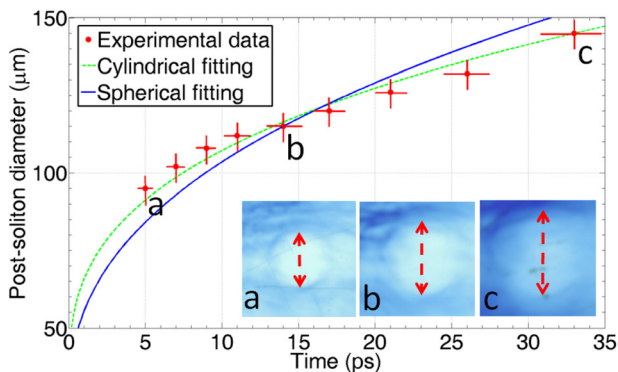 150
Experimental data
Cylindrical fitting
Spherical fitting
100
50
Post-soliton diameter (μm)
a
b
c
a
b
c
0
5
10
15
20
25
30
35
Time (ps)